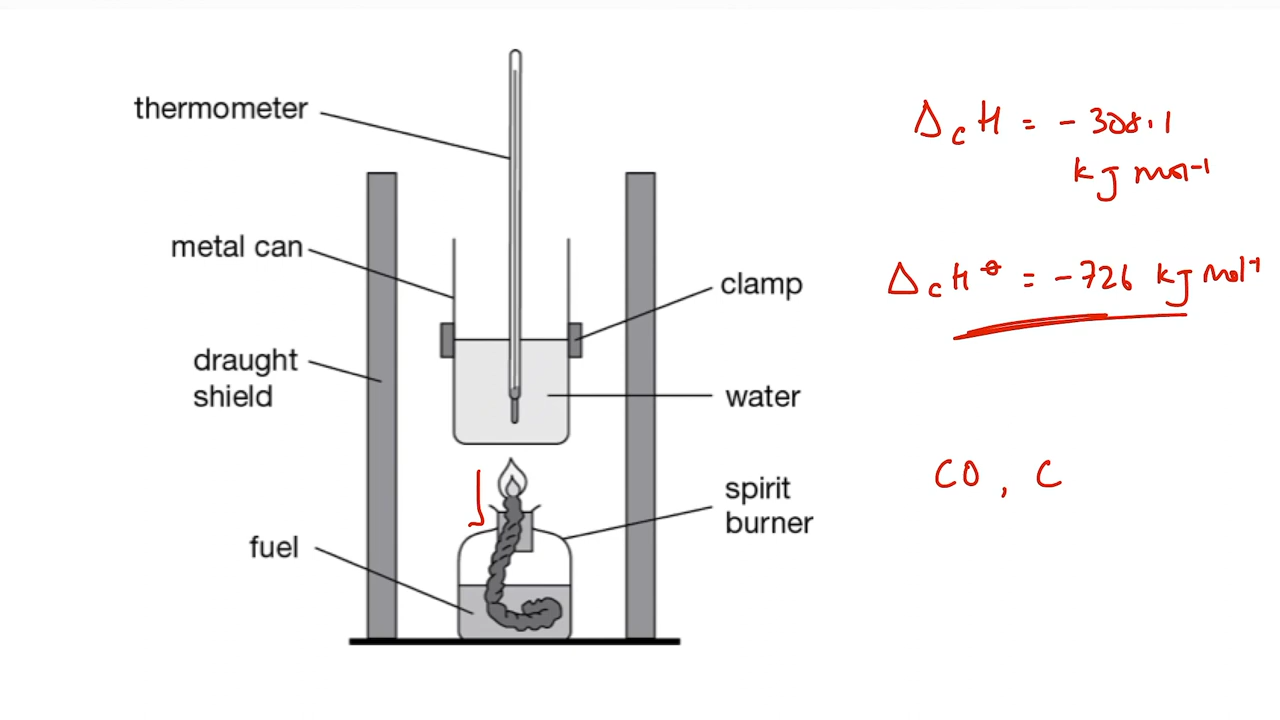 thermometer
metal can
draught
shield
fuel
clamp
water
spirit
burner
ΔcH = -308.1
kJ mol⁻¹
ΔcH° = -726 kJ mol⁻¹
CO, C